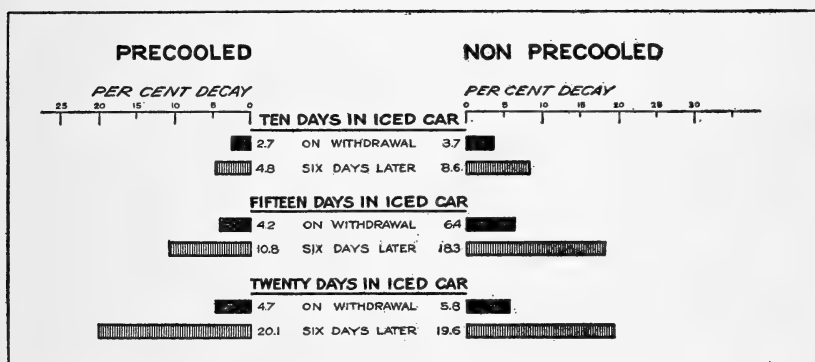 PRECOOLED NON PRECOOLED
PER CENT DECAY PER CENT DECAY
25 20 15 10 5 0 0 5 10 15 20 25 30
TEN DAYS IN ICED CAR
2.7 ON WITHDRAWAL 3.7
4.8 SIX DAYS LATER 8.6
FIFTEEN DAYS IN ICED CAR
4.2 ON WITHDRAWAL 6.4
10.8 SIX DAYS LATER 18.3
TWENTY DAYS IN ICED CAR
4.7 ON WITHDRAWAL 5.8
20.1 SIX DAYS LATER 19.6